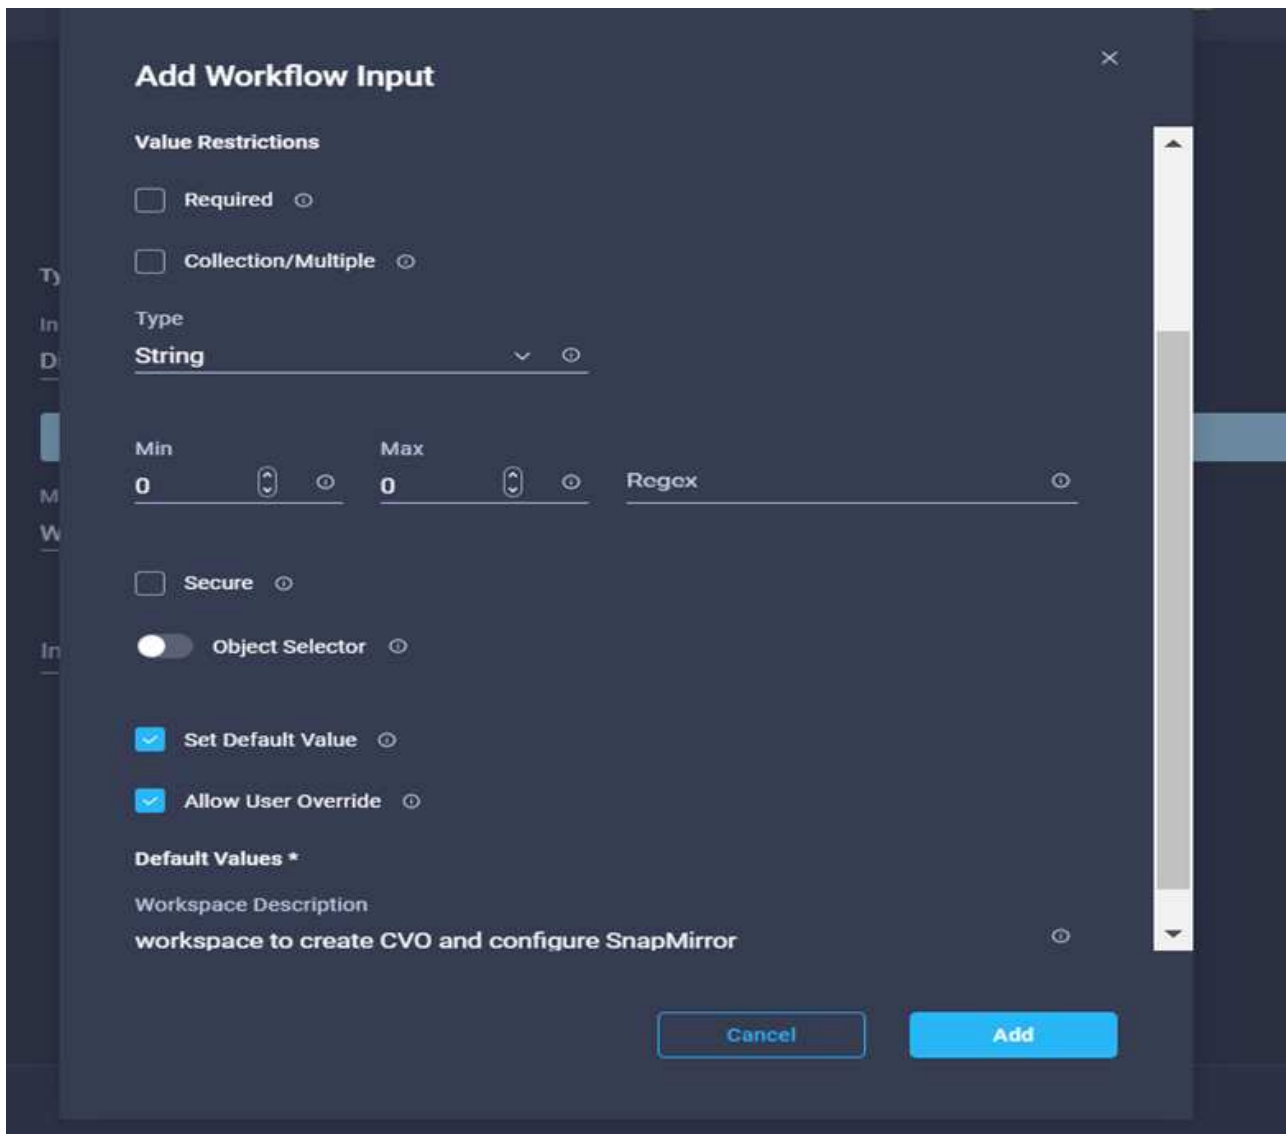 Add Workflow Input
Value Restrictions
Required
Collection/Multiple
Type
String
Min
Max
0
0
Regex
Secure
Object Selector
Set Default Value
Allow User Override
Default Values *
Workspace Description
workspace to create CVO and configure SnapMirror
Cancel
Add